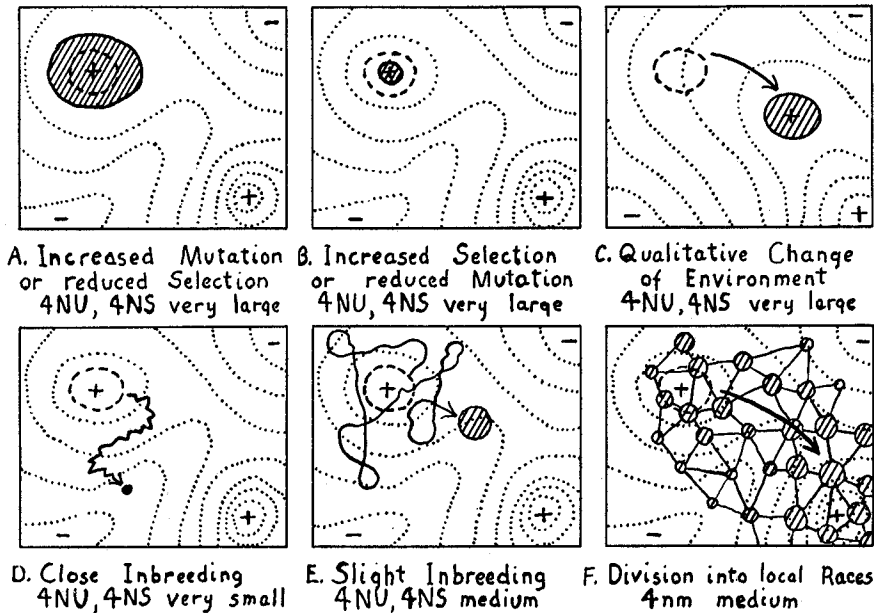 A. Increased Mutation
or reduced Selection
4NU, 4NS very large
B. Increased Selection
or reduced Mutation
4NU, 4NS very large
C. Qualitative Change
of Environment
4NU, 4NS very large
D. Close Inbreeding
4NU, 4NS very small
E. Slight Inbreeding
4NU, 4NS medium
F. Division into local Races
4nm medium